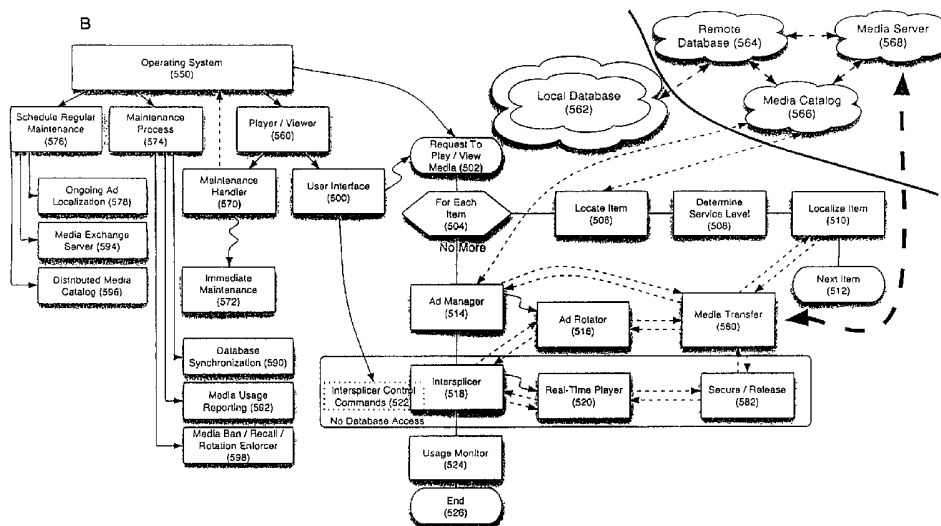 B
Operating System
(550)
Remote
Database (564)
Media Server
(568)
Local Database
(562)
Media Catalog
(566)
Schedule Regular
Maintenance
(576)
Maintenance
Process
(574)
Player / Viewer
(560)
Request To
Play / View
Media (502)
Ongoing Ad
Localization (578)
Maintenance
Handler
(570)
User Interface
(500)
For Each
Item
(504)
Locate Item
(506)
Determine
Service Level
(508)
Localize Item
(510)
Media Exchange
Server (594)
No More
Distributed Media
Catalog (596)
Immediate
Maintenance
(572)
Next Item
(512)
Ad Manager
(514)
Ad Rotator
(516)
Media Transfer
(580)
Database
Synchronization (590)
Media Usage
Reporting (592)
Intersplicer Control
Commands (522)
Intersplicer
(518)
Real-Time Player
(520)
Secure / Release
(582)
No Database Access
Media Ban / Recall /
Rotation Enforcer
(598)
Usage Monitor
(524)
End
(526)